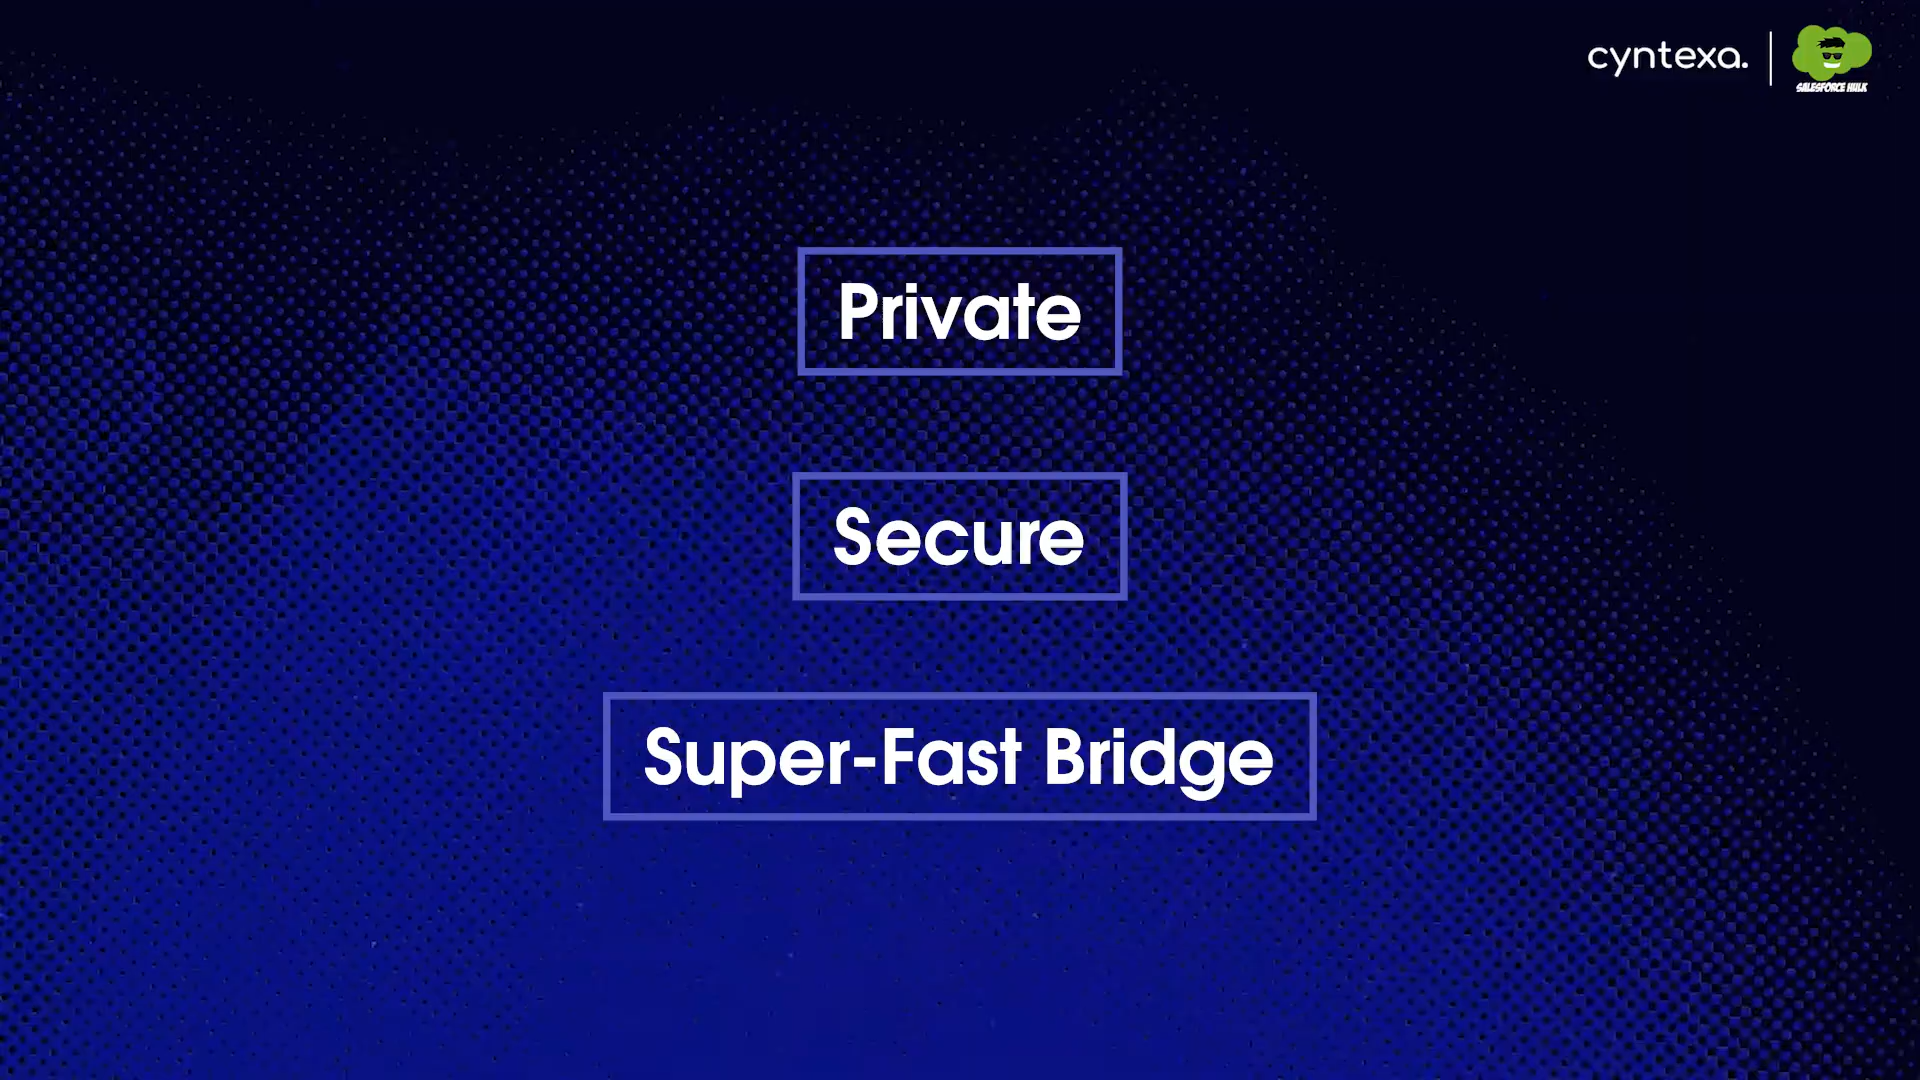 cyntexa.
SALESFORCE HULK
Private
Secure
Super-Fast Bridge